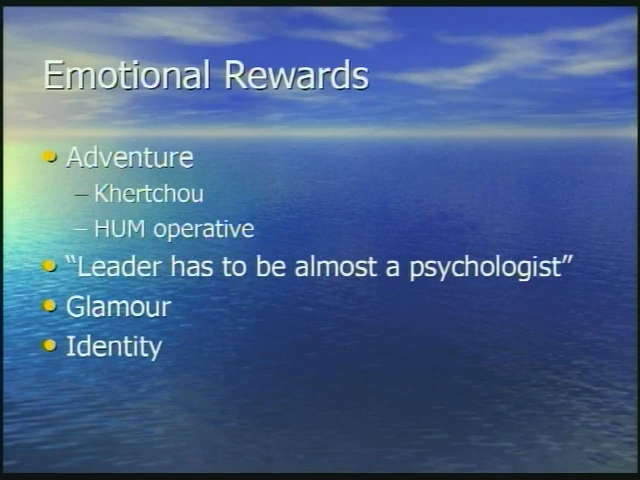 Emotional Rewards
• Adventure
– Khertchou
– HUM operative
• “Leader has to be almost a psychologist”
• Glamour
• Identity